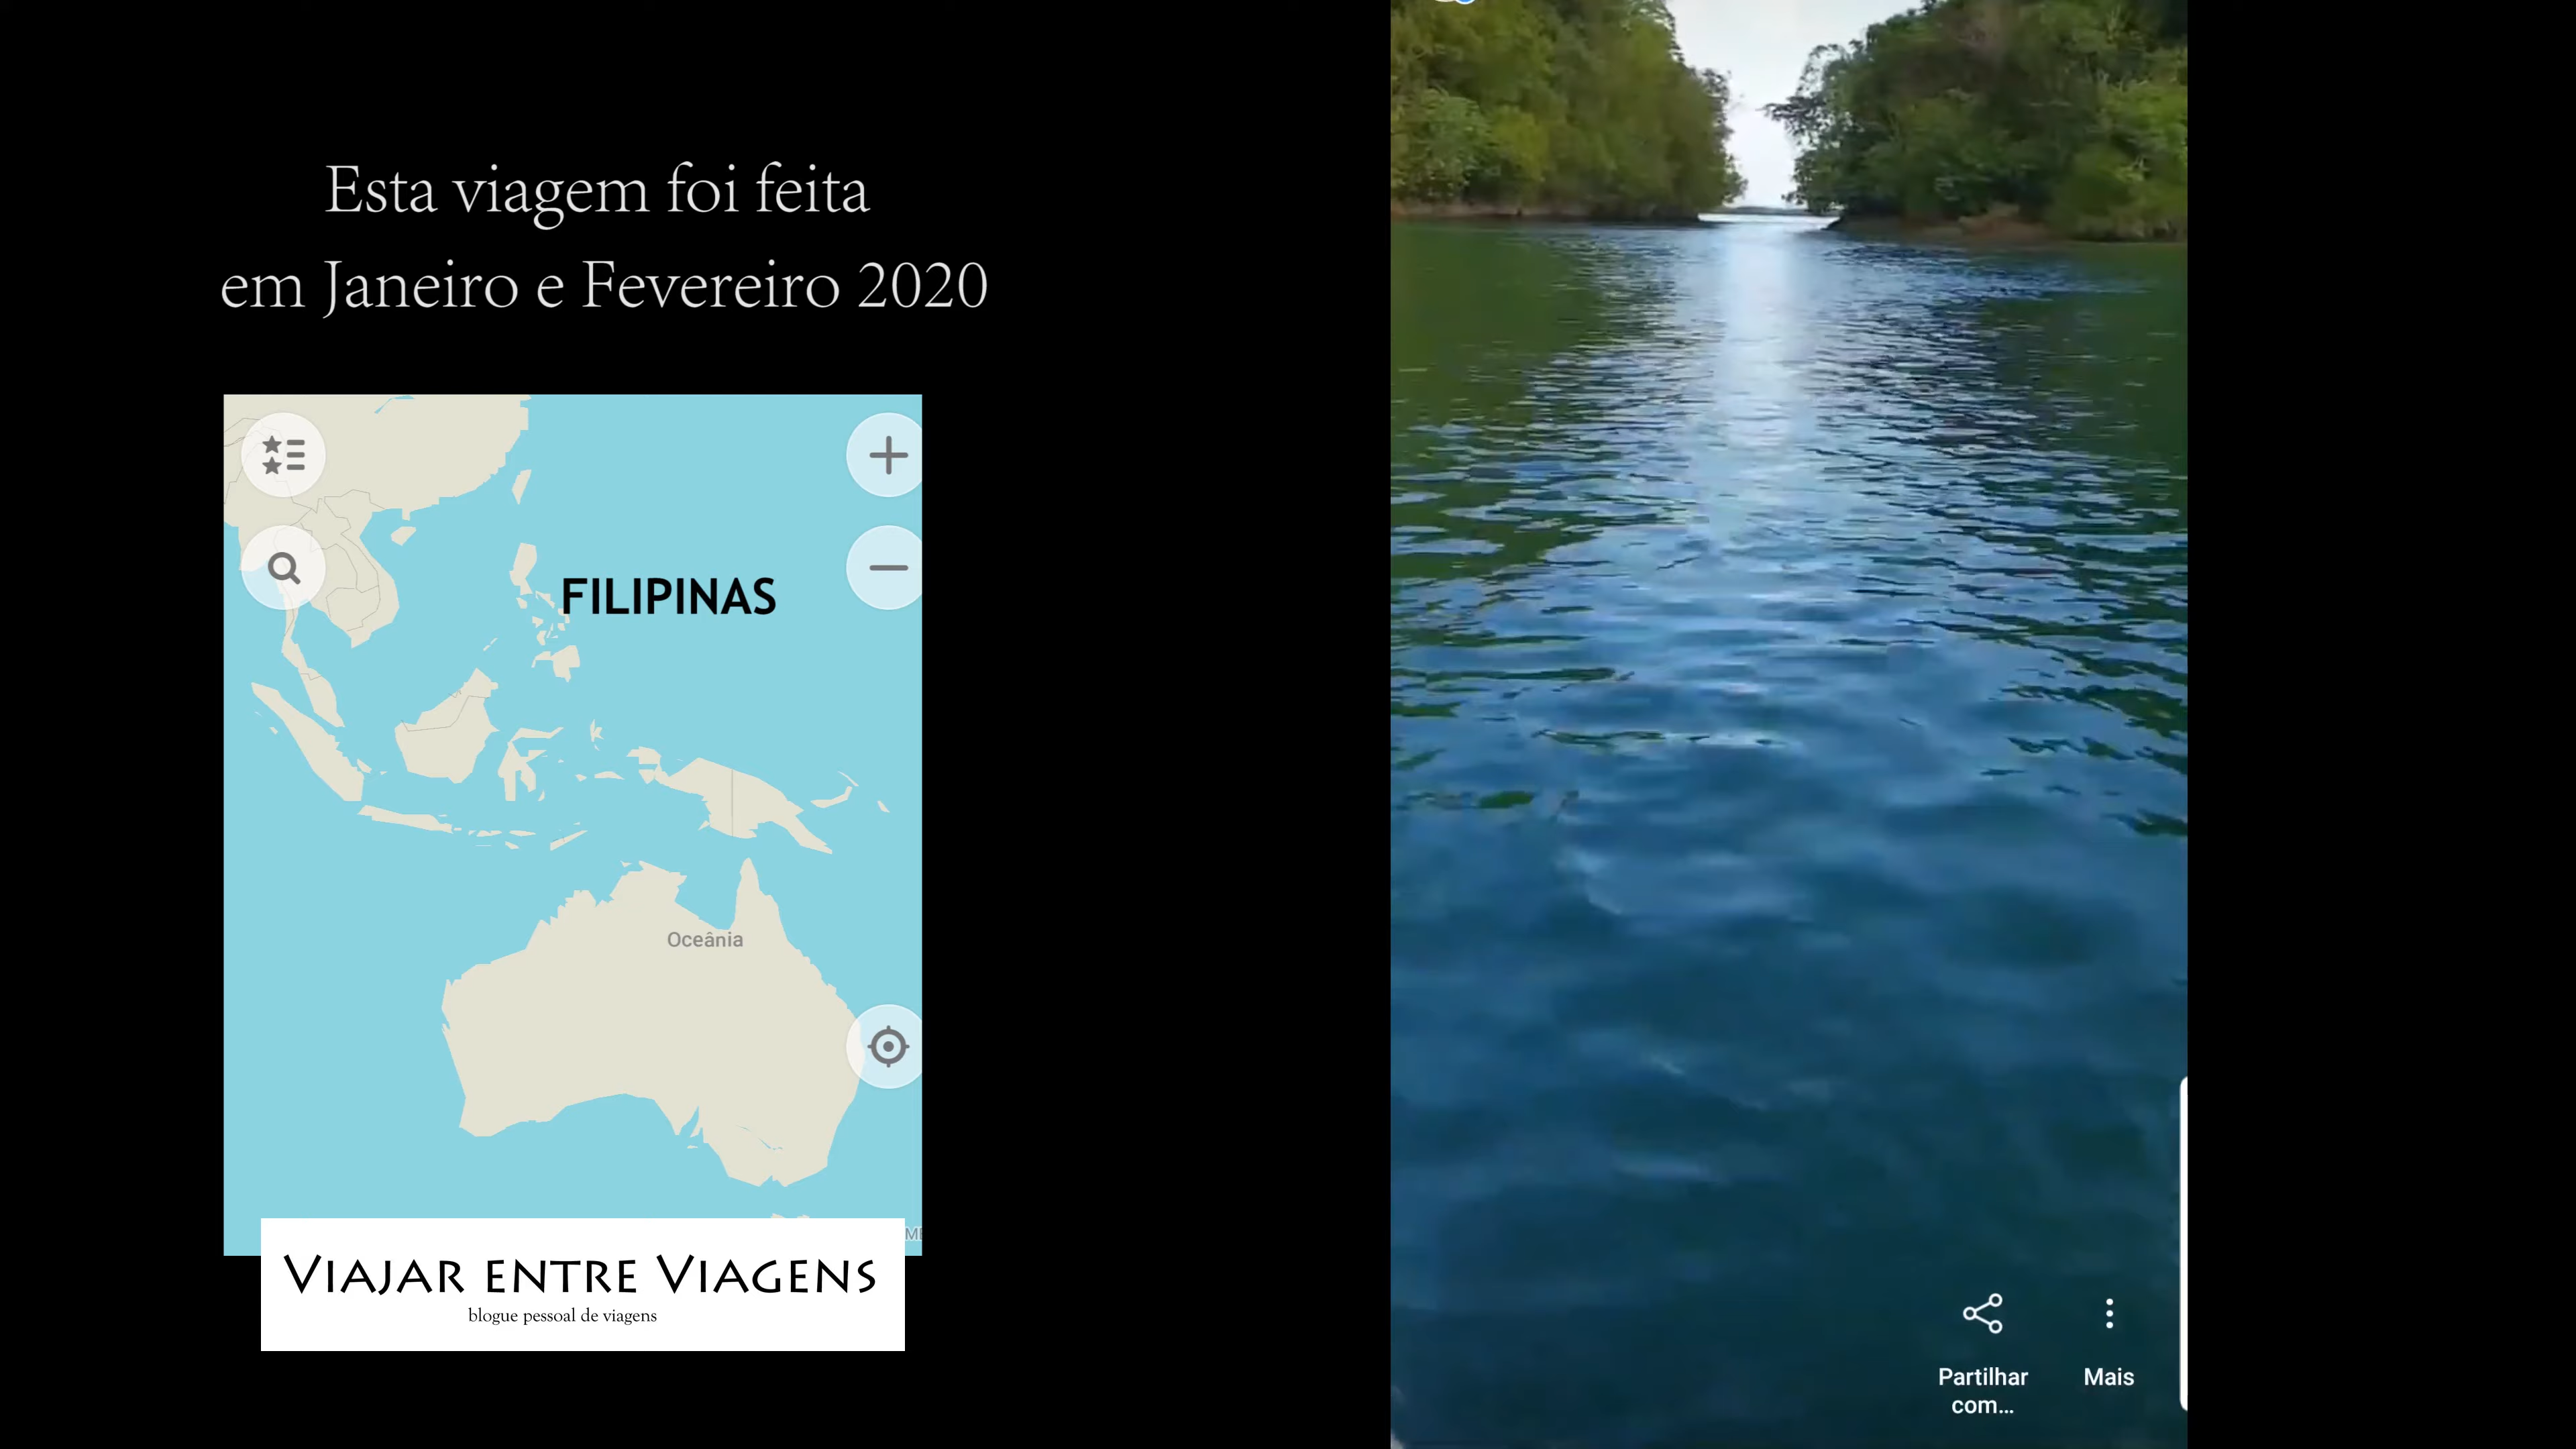 Esta viagem foi feita
em Janeiro e Fevereiro 2020
FILIPINAS
Oceânia
VIAJAR ENTRE VIAGENS
blogue pessoal de viagens
Partilhar
com...
Mais